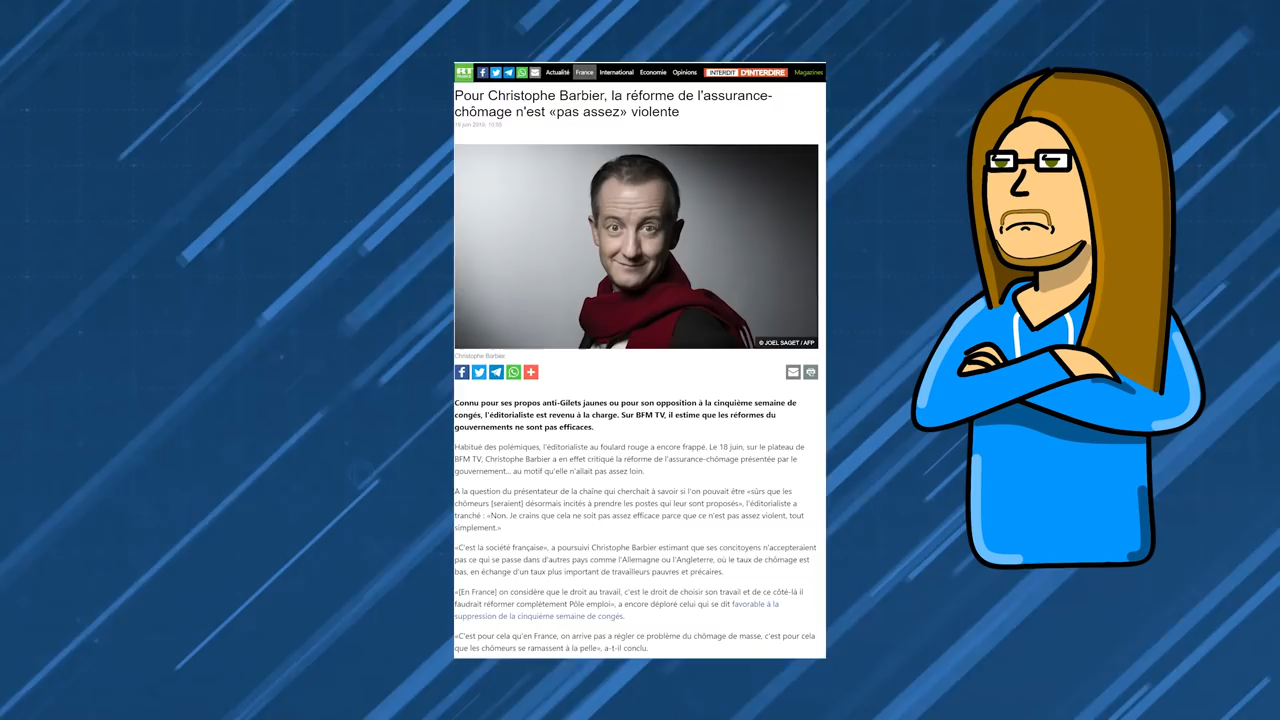 RT
FRANCE
Actualité France International Economie Opinions INTERDIT D'INTERDIRE Magazines
Pour Christophe Barbier, la réforme de l'assurance-
chômage n'est «pas assez» violente
19 juin 2019, 10:55
© JOEL SAGET / AFP
Christophe Barbier.
Connu pour ses propos anti-Gilets jaunes ou pour son opposition à la cinquième semaine de
congés, l'éditorialiste est revenu à la charge. Sur BFM TV, il estime que les réformes du
gouvernements ne sont pas efficaces.
Habitué des polémiques, l'éditorialiste au foulard rouge a encore frappé. Le 18 juin, sur le plateau de
BFM TV, Christophe Barbier a en effet critiqué la réforme de l'assurance-chômage présentée par le
gouvernement... au motif qu'elle n'allait pas assez loin.
A la question du présentateur de la chaîne qui cherchait à savoir si l'on pouvait être «sûrs que les
chômeurs [seraient] désormais incités à prendre les postes qui leur sont proposés», l'éditorialiste a
tranché : «Non. Je crains que cela ne soit pas assez efficace parce que ce n'est pas assez violent, tout
simplement.»
«C'est la société française», a poursuivi Christophe Barbier estimant que ses concitoyens n'accepteraient
pas ce qui se passe dans d'autres pays comme l'Allemagne ou l'Angleterre, où le taux de chômage est
bas, en échange d'un taux plus important de travailleurs pauvres et précaires.
«[En France] on considère que le droit au travail, c'est le droit de choisir son travail et de ce côté-là il
faudrait réformer complètement Pôle emploi», a encore déploré celui qui se dit favorable à la
suppression de la cinquième semaine de congés.
«C'est pour cela qu'en France, on arrive pas à régler ce problème du chômage de masse, c'est pour cela
que les chômeurs se ramassent à la pelle», a-t-il conclu.